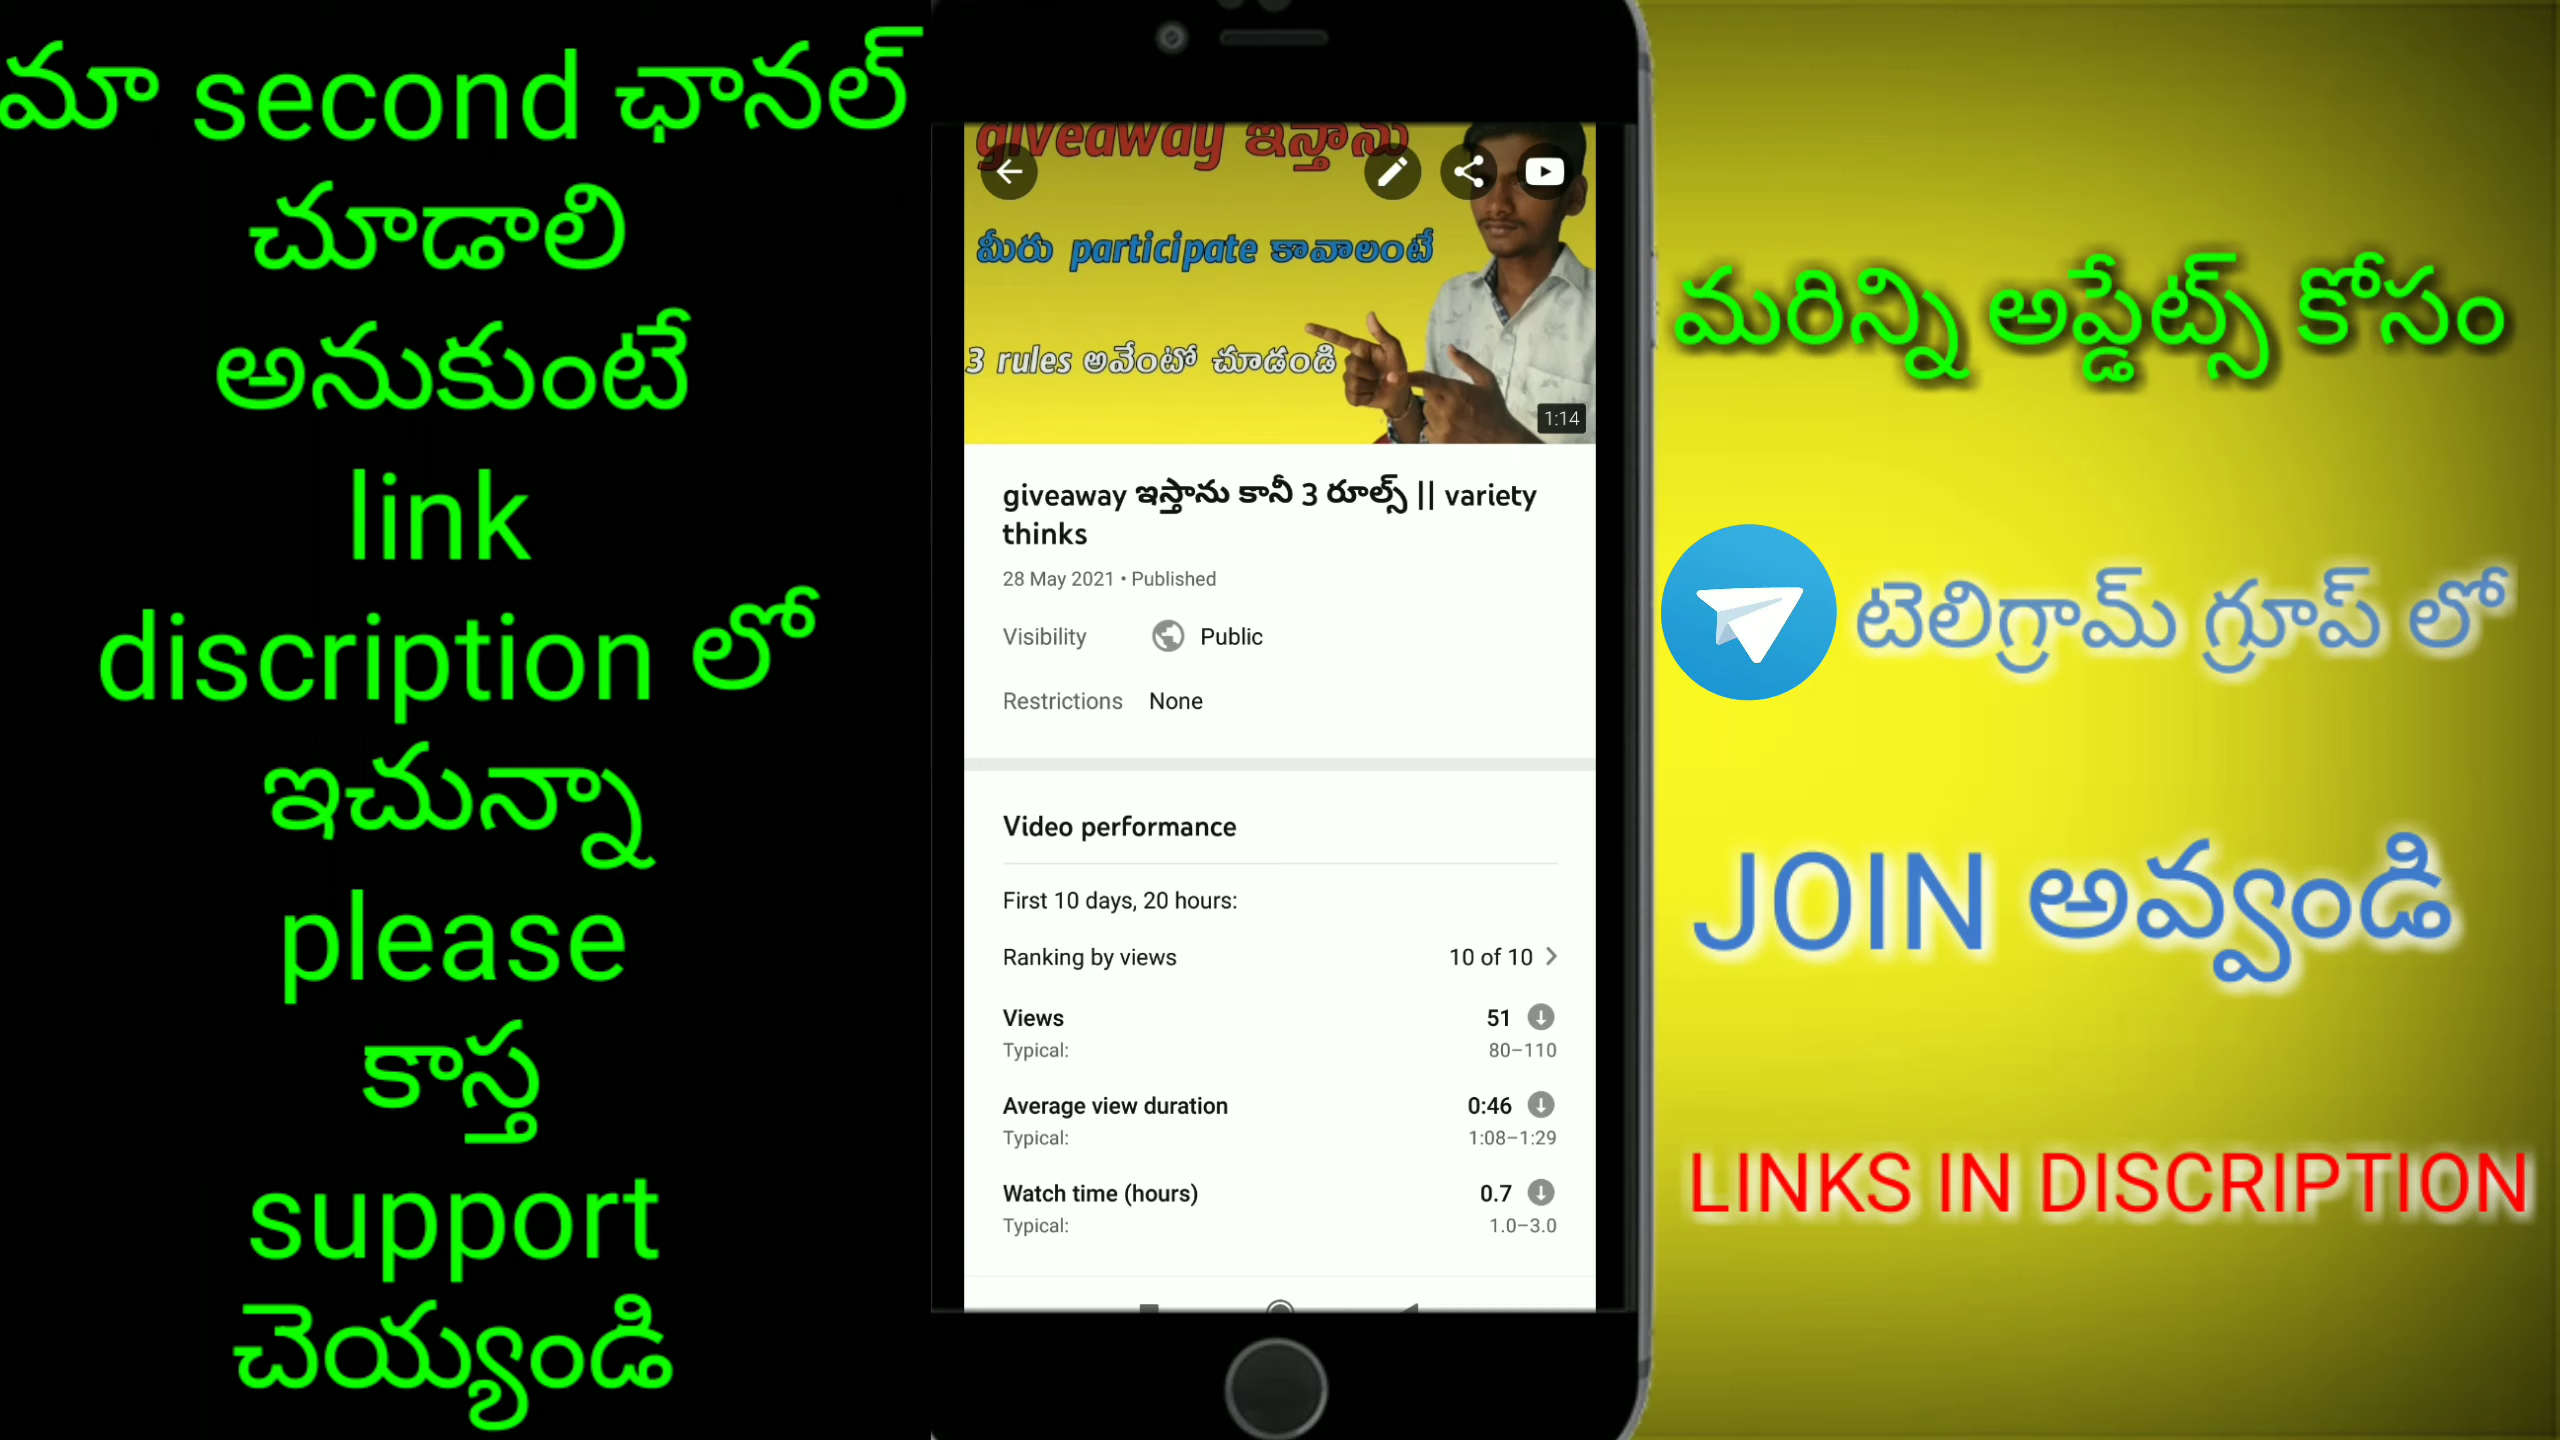 మా second ఛానల్
చూడాలి
అనుకుంటే
link
discription లో
ఇచున్నా
please
కాస్త
support
చెయ్యండి
giveaway ఇస్తాను
మీరు participate కావాలంటే
3 rules అవేంటో చూడండి
1:14
giveaway ఇస్తాను కానీ 3 రూల్స్ || variety
thinks
28 May 2021 • Published
Visibility Public
Restrictions None
Video performance
First 10 days, 20 hours:
Ranking by views 10 of 10
Views 51
Typical: 80–110
Average view duration 0:46
Typical: 1:08–1:29
Watch time (hours) 0.7
Typical: 1.0–3.0
మరిన్ని అప్డేట్స్ కోసం
టెలిగ్రామ్ గ్రూప్ లో
JOIN అవ్వండి
LINKS IN DISCRIPTION